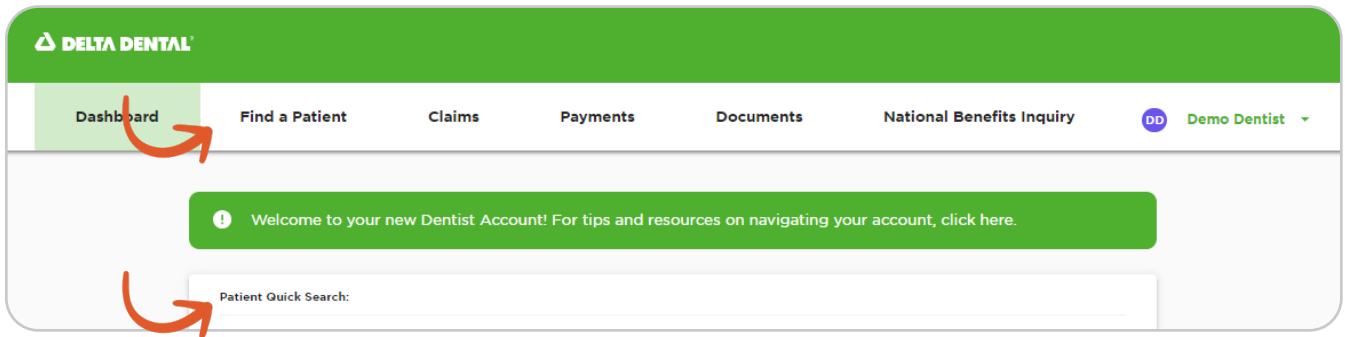 DELTA DENTAL
Dashboard Find a Patient Claims Payments Documents National Benefits Inquiry DD Demo Dentist
Welcome to your new Dentist Account! For tips and resources on navigating your account, click here.
Patient Quick Search: